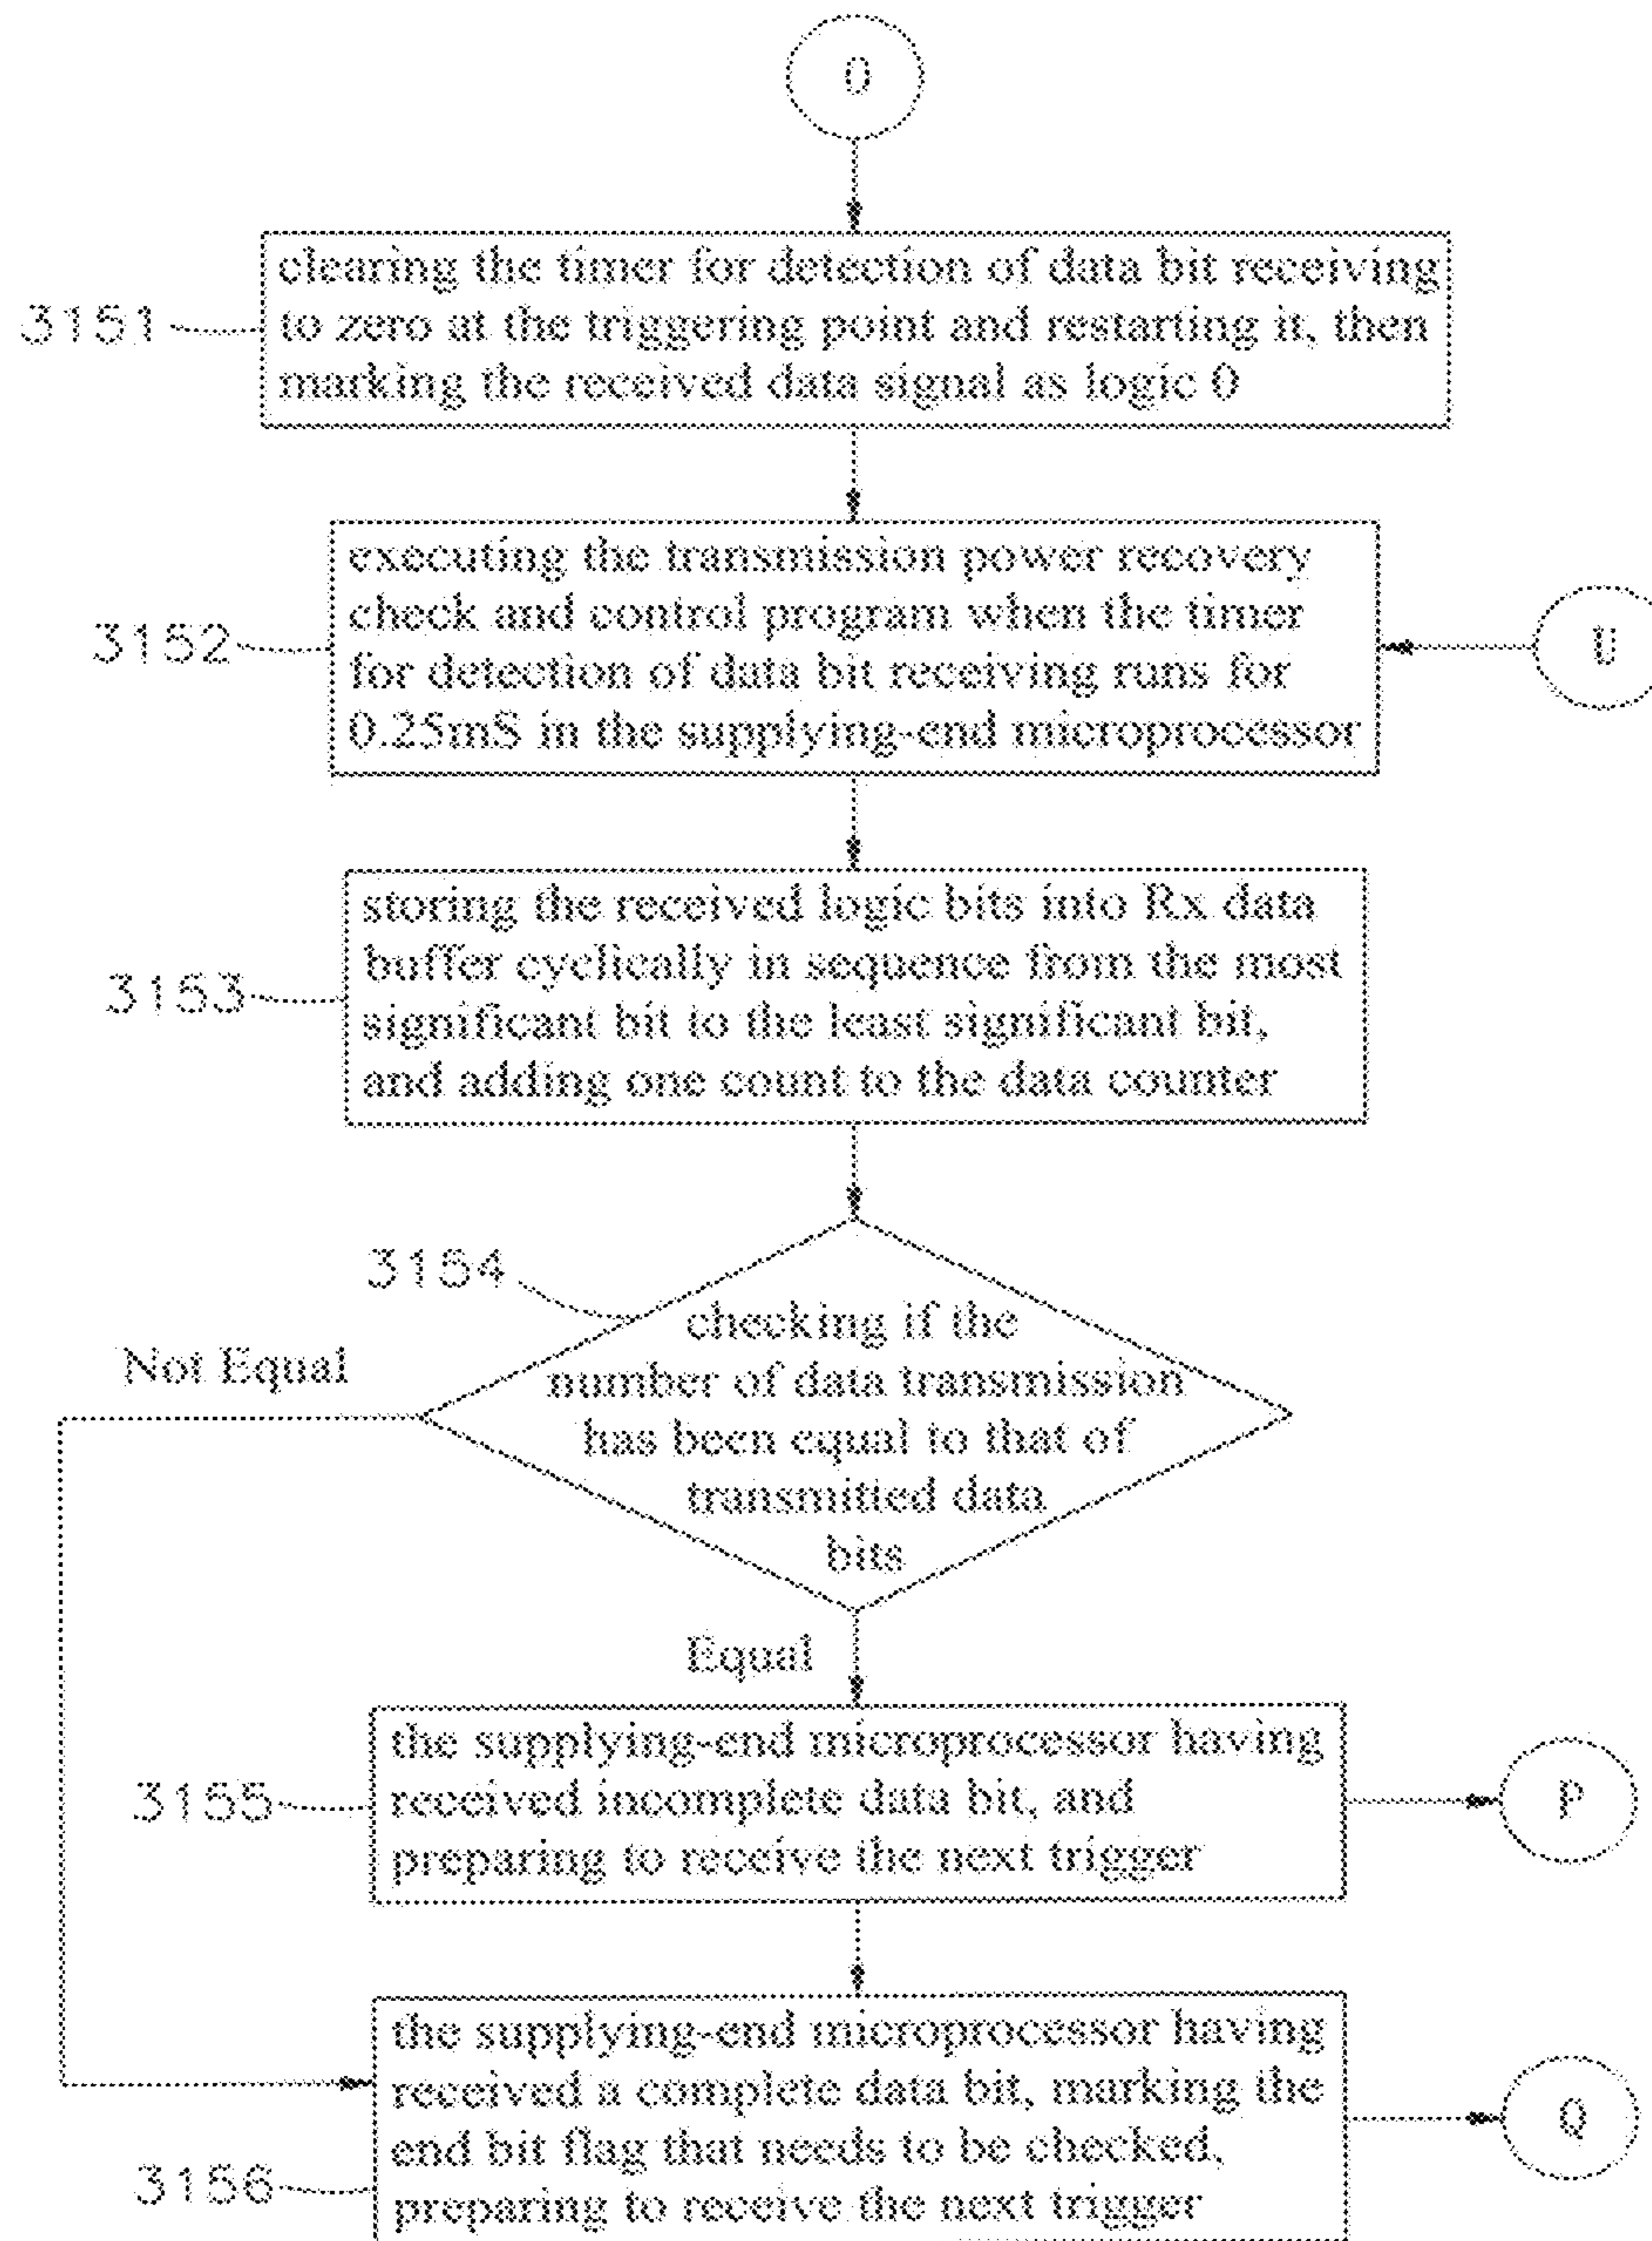 O
3151
clearing the timer for detection of data bit receiving
to zero at the triggering point and restarting it, then
marking the received data signal as logic 0
3152
executing the transmission power recovery
check and control program when the timer
for detection of data bit receiving runs for
0.25mS in the supplying-end microprocessor
U
3153
storing the received logic bits into Rx data
buffer cyclically in sequence from the most
significant bit to the least significant bit,
and adding one count to the data counter
3154
checking if the
number of data transmission
has been equal to that of
transmitted data
bits
Not Equal
Equal
3155
the supplying-end microprocessor having
received incomplete data bit, and
preparing to receive the next trigger
P
3156
the supplying-end microprocessor having
received a complete data bit, marking the
end bit flag that needs to be checked,
preparing to receive the next trigger
Q